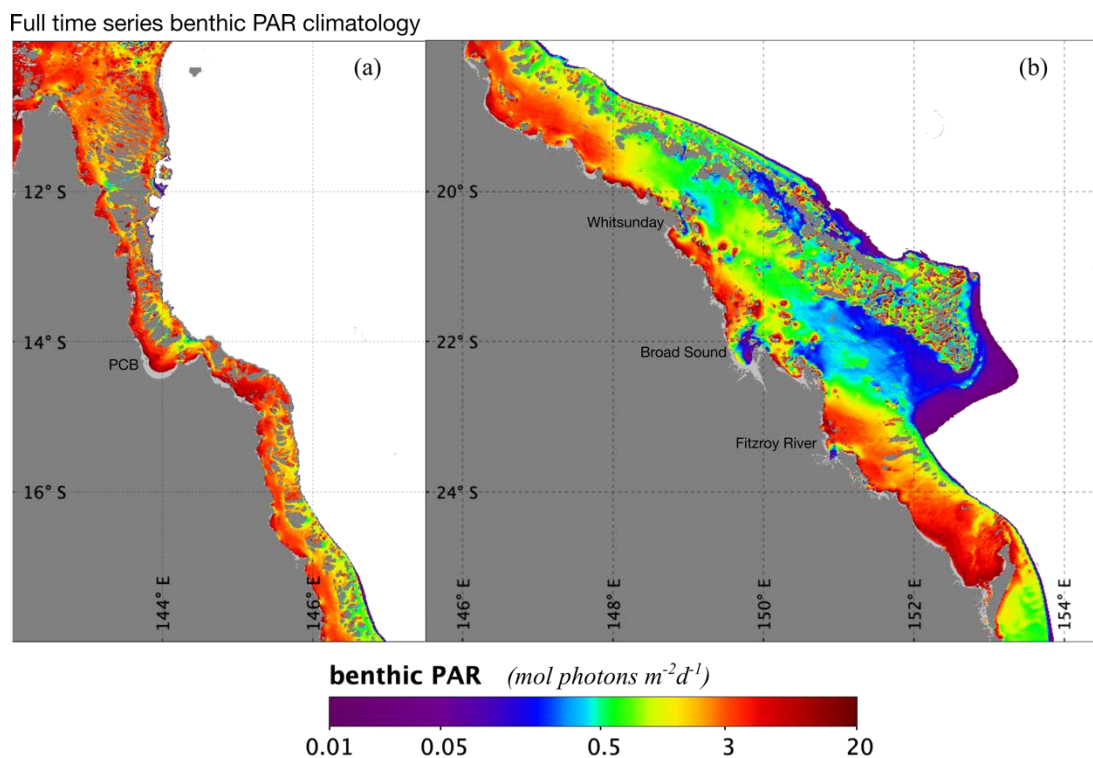 Full time series benthic PAR climatology
(a)
(b)
12° S
14° S
16° S
PCB
144° E
146° E
20° S
22° S
24° S
Whitsunday
Broad Sound
Fitzroy River
146° E
148° E
150° E
152° E
154° E
benthic PAR (mol photons m⁻²d⁻¹)
0.01 0.05 0.5 3 20